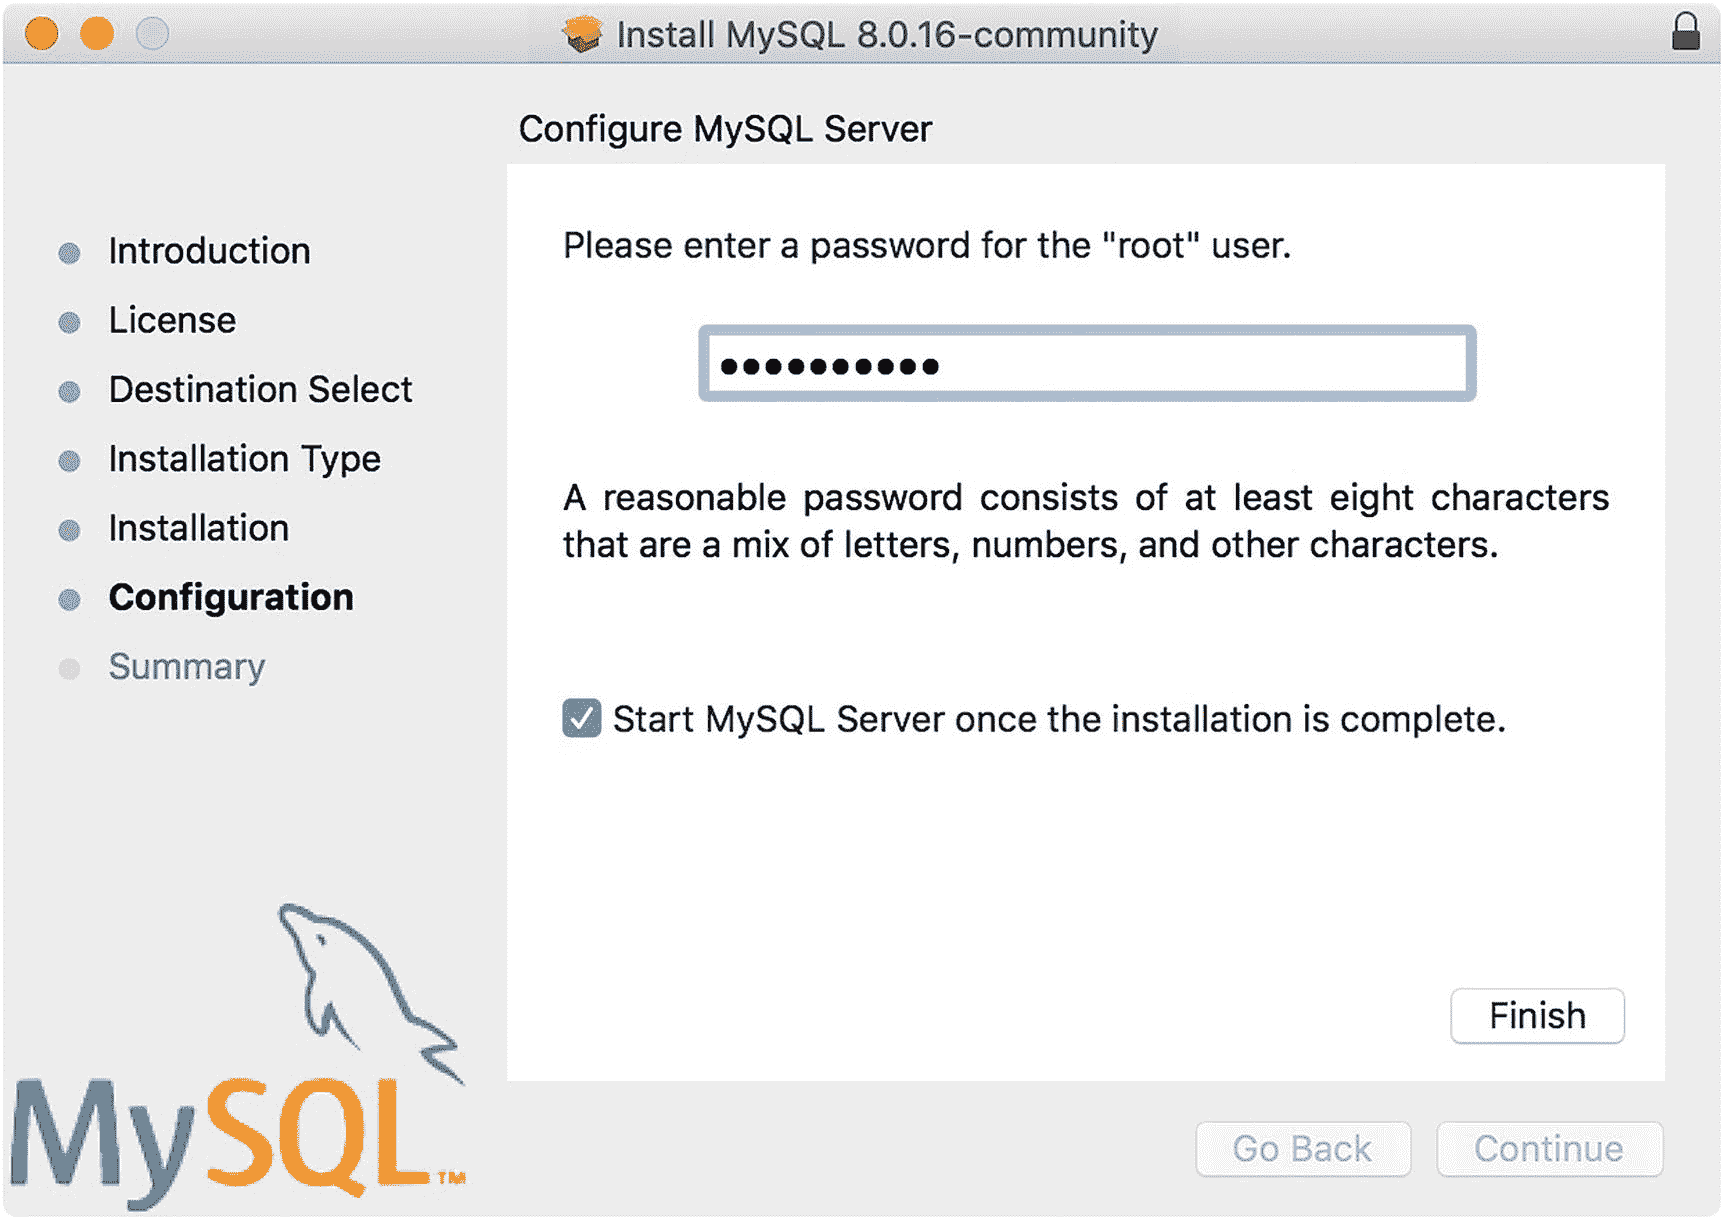 Install MySQL 8.0.16-community
Configure MySQL Server
Introduction
License
Destination Select
Installation Type
Installation
Configuration
Summary
Please enter a password for the "root" user.
••••••••••
A reasonable password consists of at least eight characters
that are a mix of letters, numbers, and other characters.
Start MySQL Server once the installation is complete.
Finish
MySQL™
Go Back
Continue